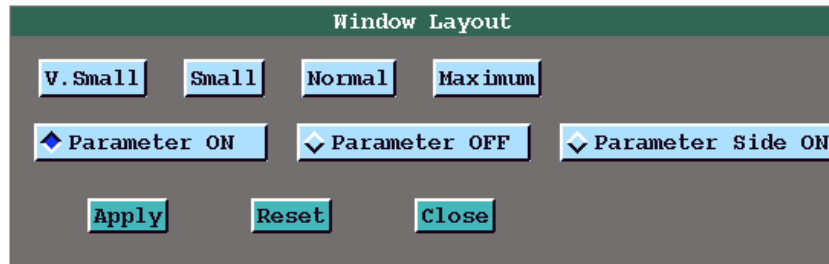 Window Layout
V.Small Small Normal Maximum
Parameter ON Parameter OFF Parameter Side ON
Apply Reset Close